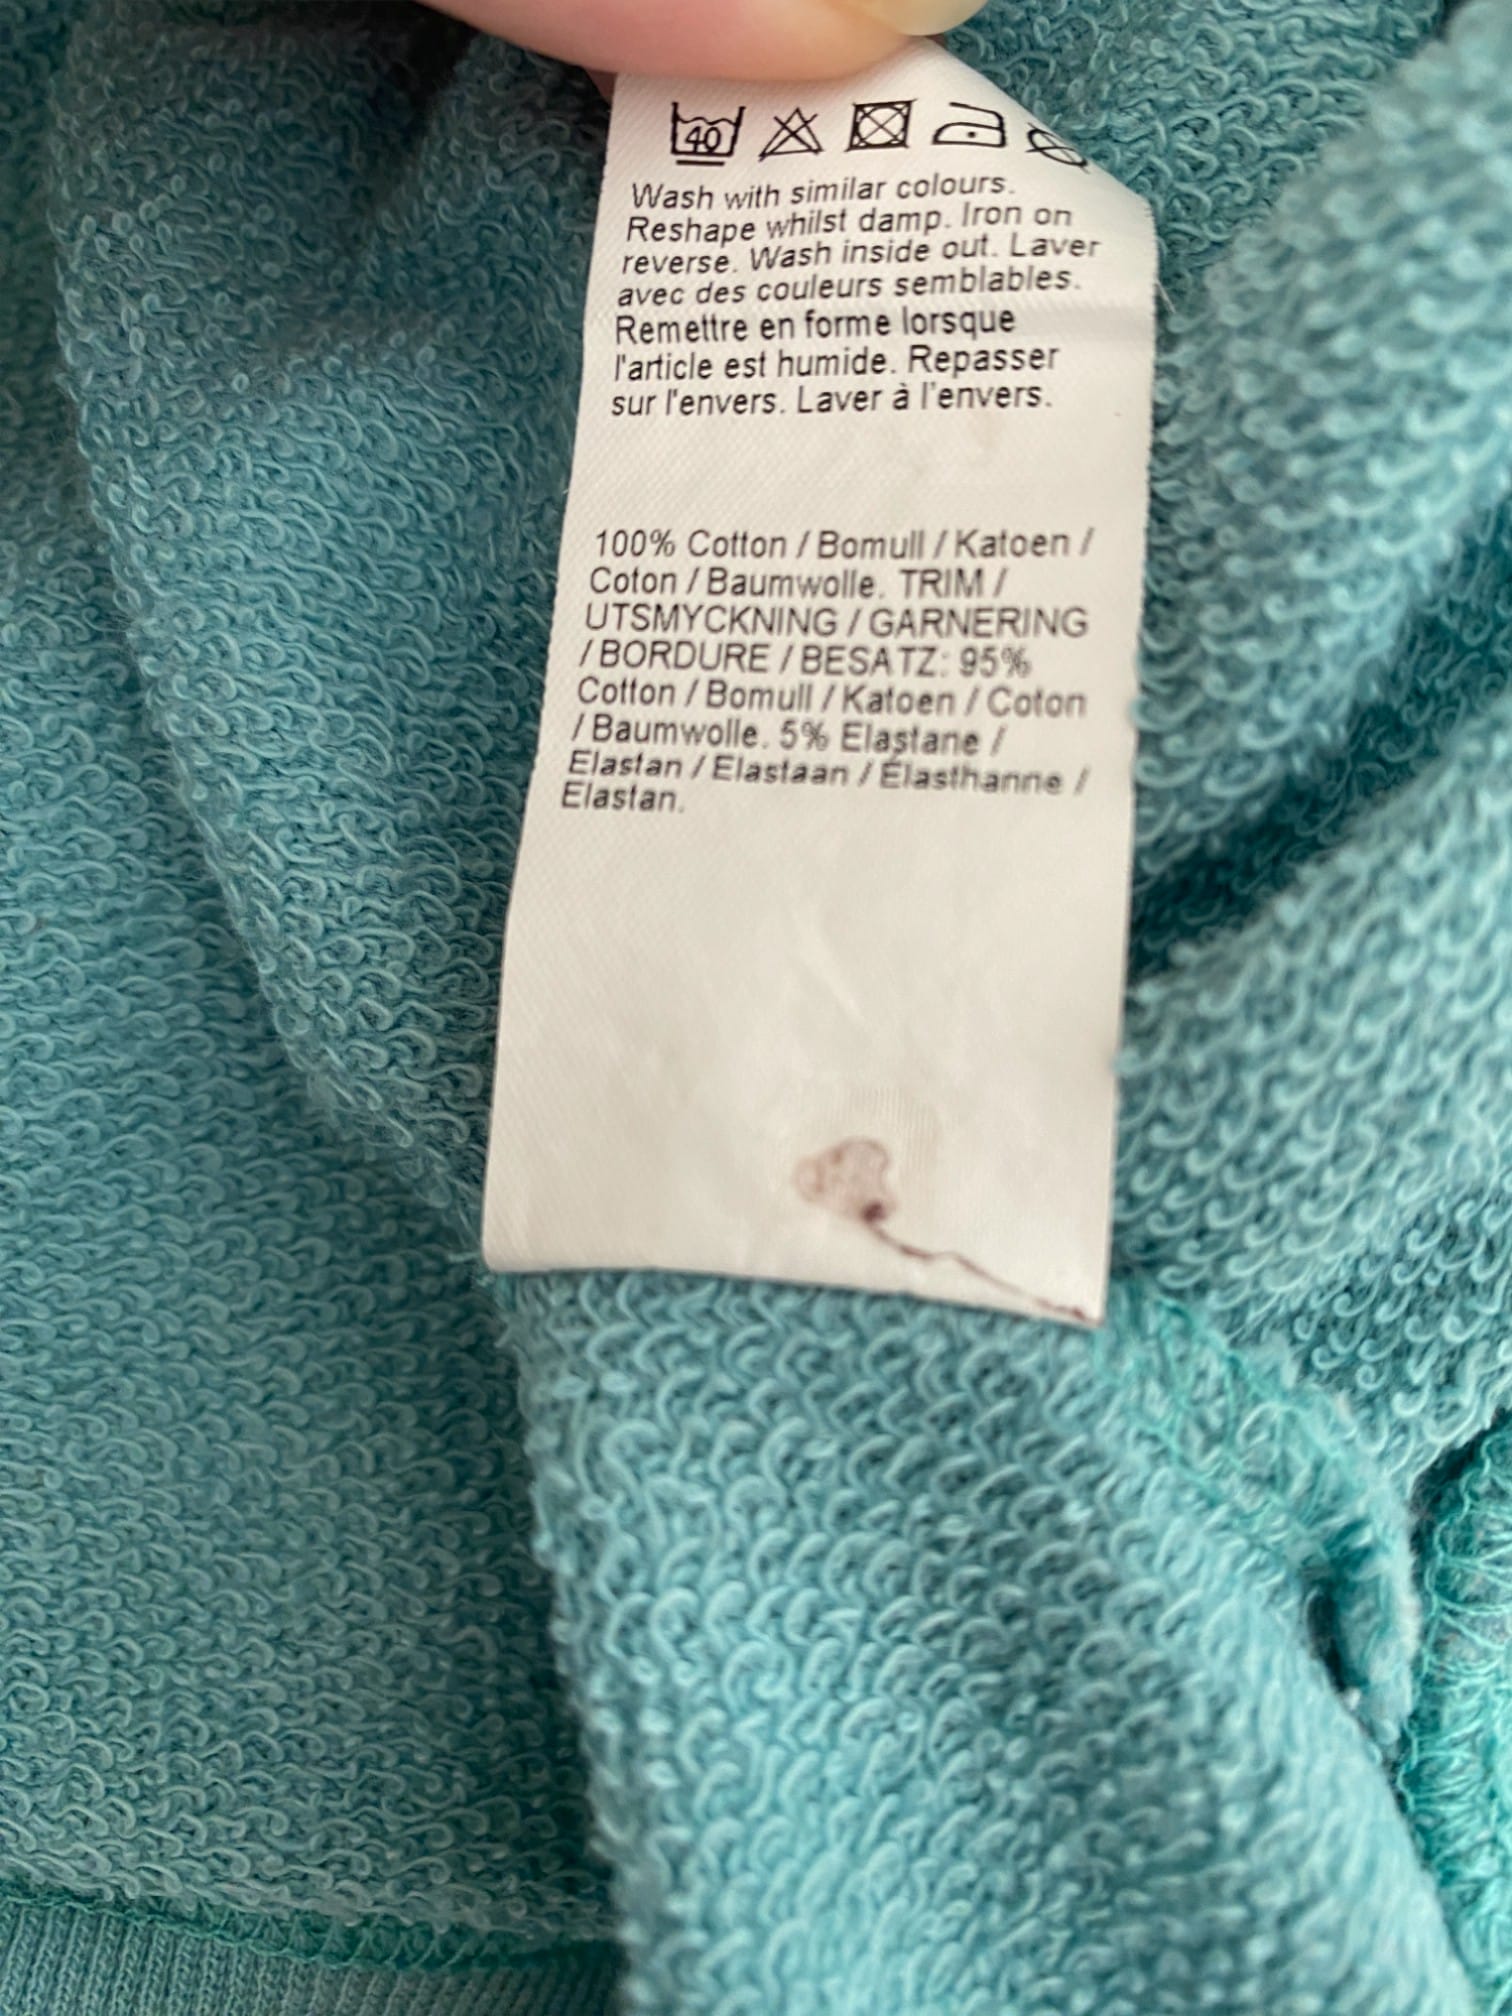 40
Wash with similar colours.
Reshape whilst damp. Iron on
reverse. Wash inside out. Laver
avec des couleurs semblables.
Remettre en forme lorsque
l'article est humide. Repasser
sur l'envers. Laver à l'envers.
100% Cotton / Bomull / Katoen /
Coton / Baumwolle. TRIM /
UTSMYCKNING / GARNERING
/ BORDURE / BESATZ: 95%
Cotton / Bomull / Katoen / Coton
/ Baumwolle. 5% Elastane /
Elastan / Elastaan / Élasthanne /
Elastan.